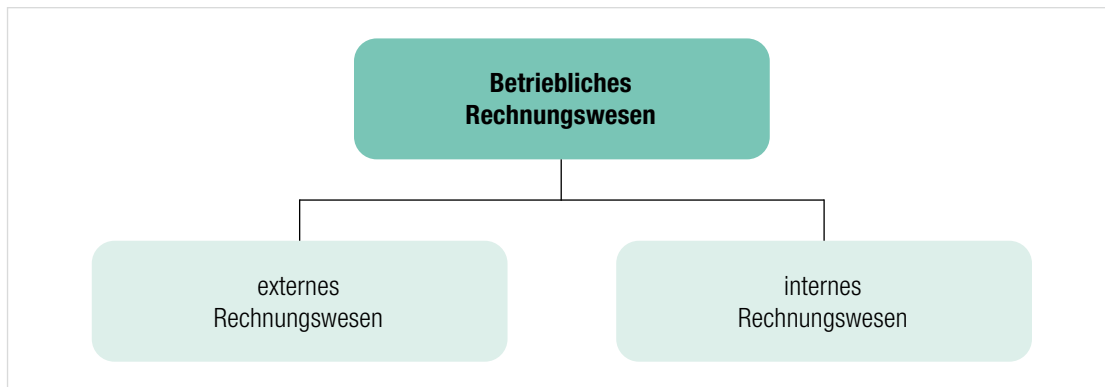 Betriebliches
Rechnungswesen
externes
Rechnungswesen
internes
Rechnungswesen